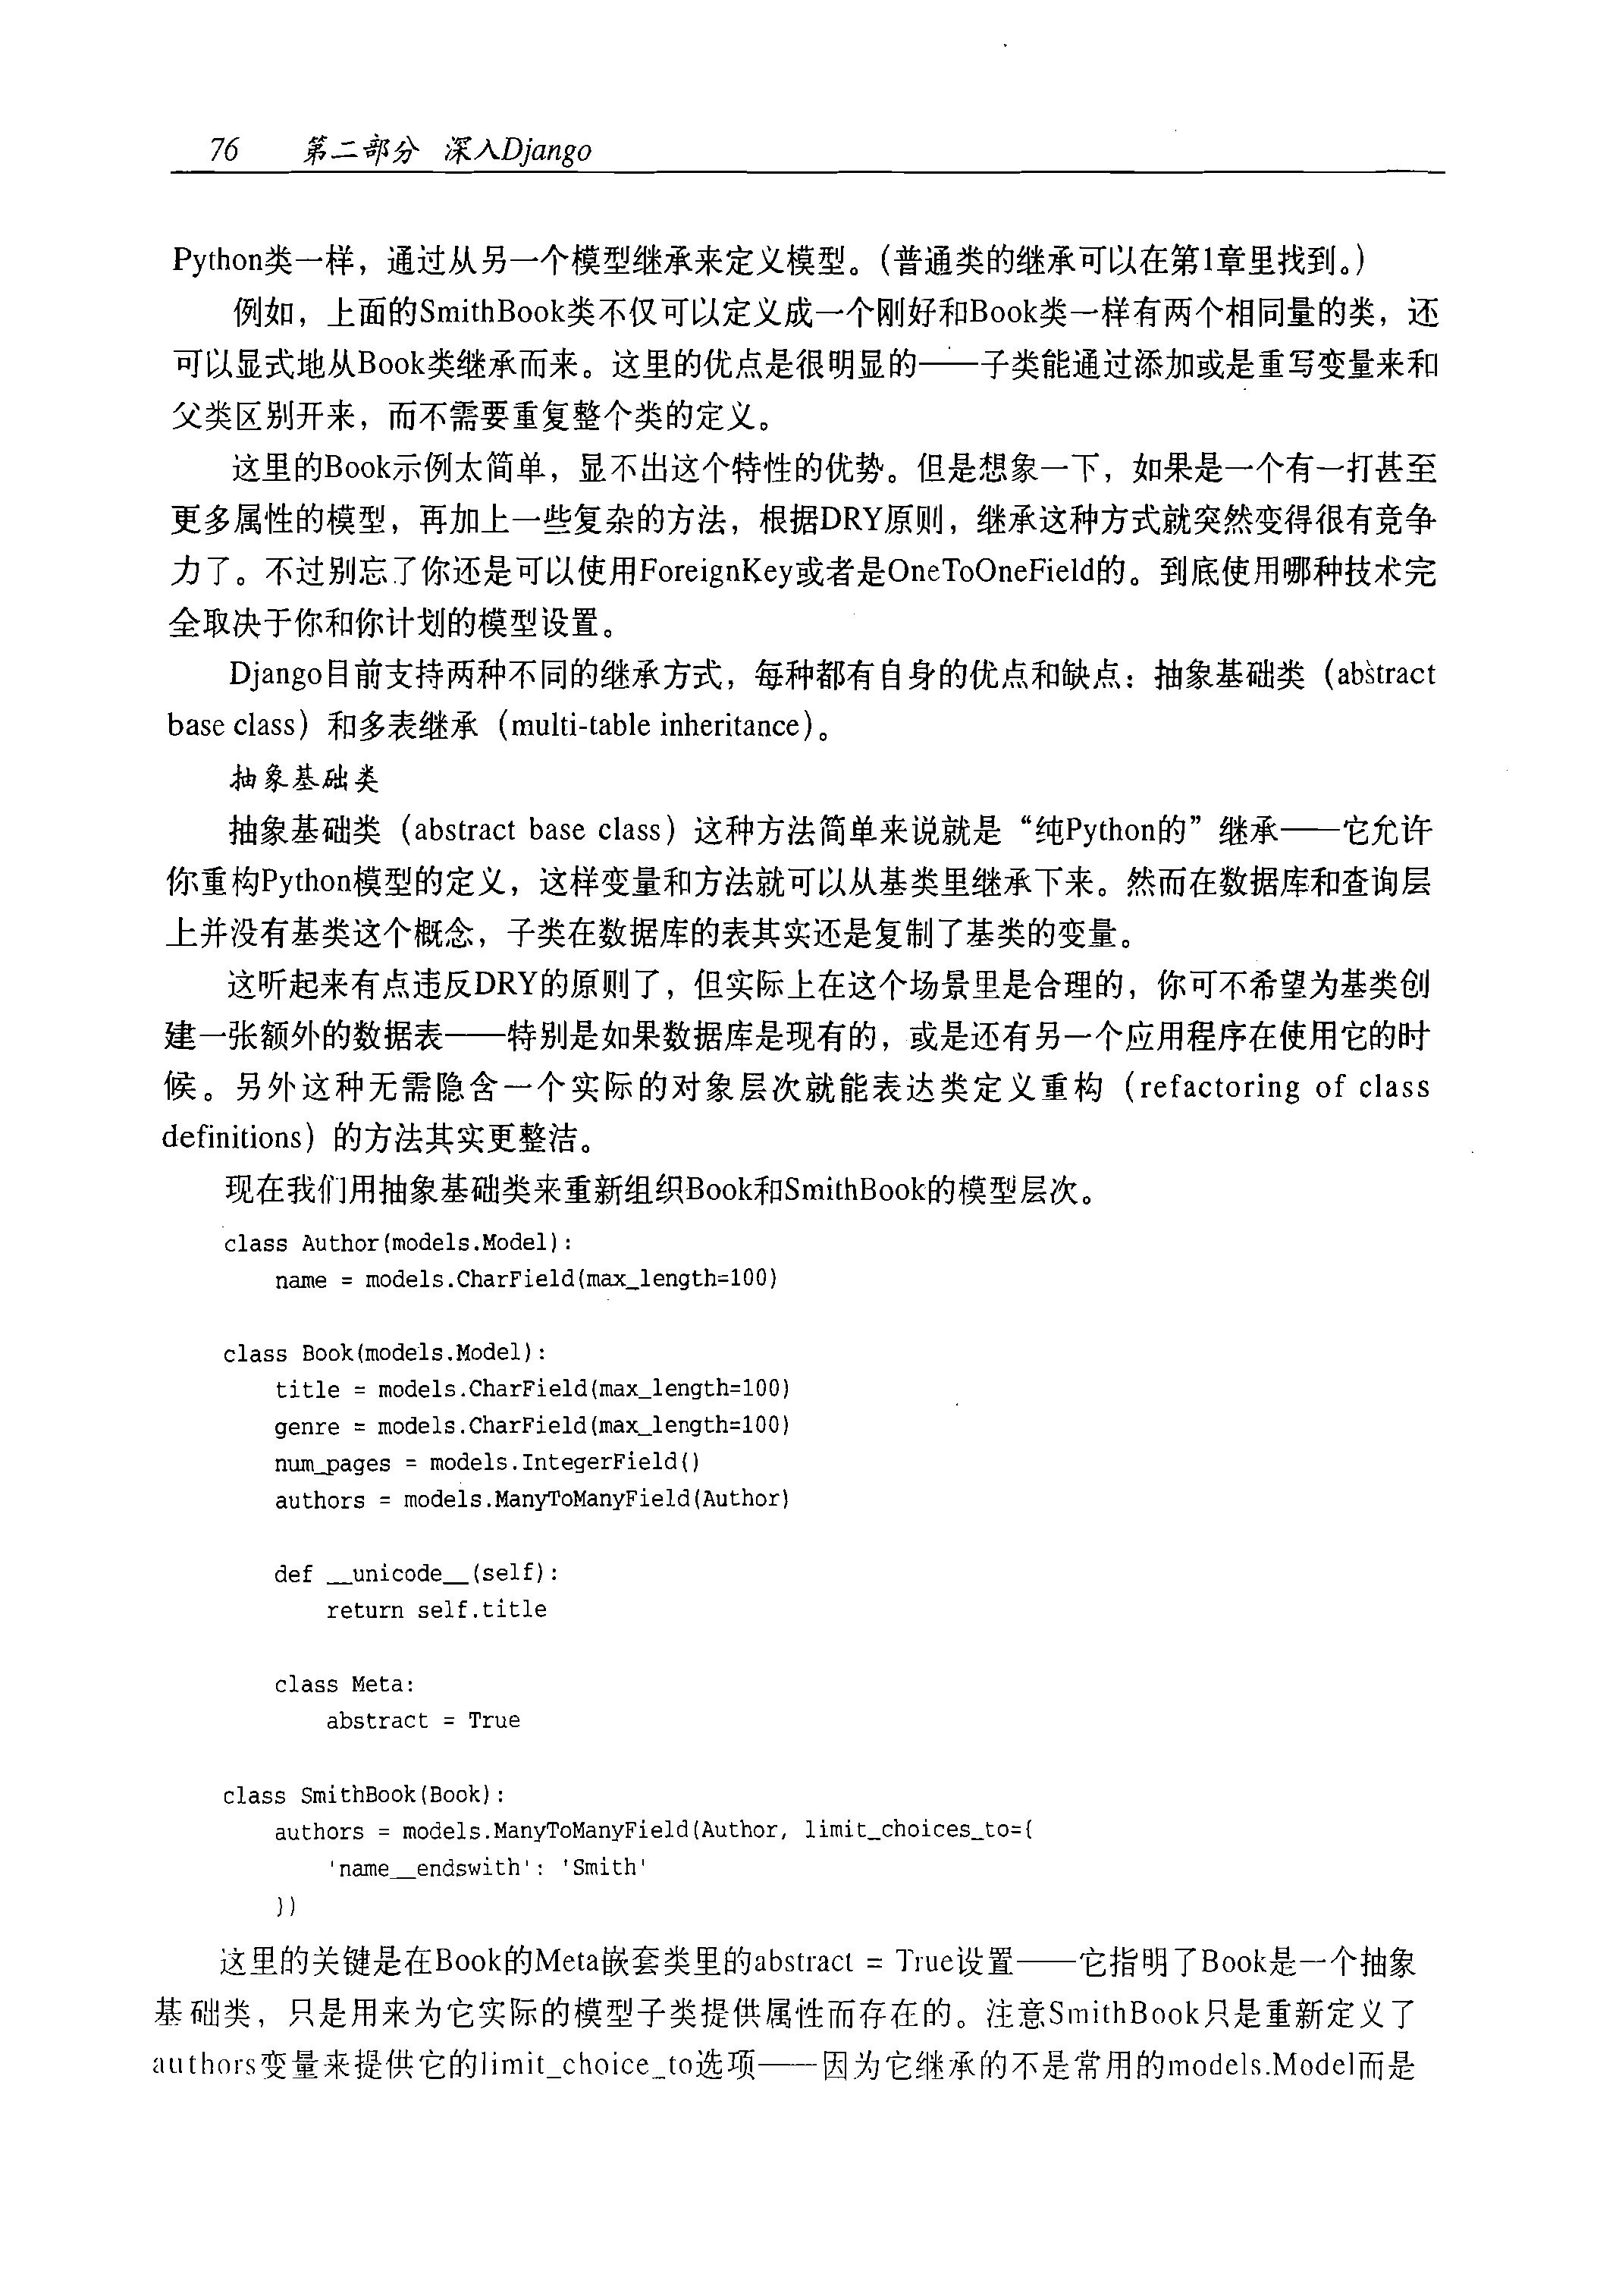 76 第二部分 深入Django
Python类一样，通过从另一个模型继承来定义模型。（普通类的继承可以在第1章里找到。）
例如，上面的SmithBook类不仅可以定义成一个刚好和Book类一样有两个相同量的类，还
可以显式地从Book类继承而来。这里的优点是很明显的——子类能通过添加或是重写变量来和
父类区别开来，而不需要重复整个类的定义。
这里的Book示例太简单，显不出这个特性的优势。但是想象一下，如果是一个有一打甚至
更多属性的模型，再加上一些复杂的方法，根据DRY原则，继承这种方式就突然变得很有竞争
力了。不过别忘了你还是可以使用ForeignKey或者是OneToOneField的。到底使用哪种技术完
全取决于你和你计划的模型设置。
Django目前支持两种不同的继承方式，每种都有自身的优点和缺点：抽象基础类（abstract
base class）和多表继承（multi-table inheritance）。
抽象基础类
抽象基础类（abstract base class）这种方法简单来说就是“纯Python的”继承——它允许
你重构Python模型的定义，这样变量和方法就可以从基类里继承下来。然而在数据库和查询层
上并没有基类这个概念，子类在数据库的表其实还是复制了基类的变量。
这听起来有点违反DRY的原则了，但实际上在这个场景里是合理的，你可不希望为基类创
建一张额外的数据表——特别是如果数据库是现有的，或是还有另一个应用程序在使用它的时
候。另外这种无需隐含一个实际的对象层次就能表达类定义重构（refactoring of class
definitions）的方法其实更整洁。
现在我们用抽象基础类来重新组织Book和SmithBook的模型层次。
class Author(models.Model):
    name = models.CharField(max_length=100)
class Book(models.Model):
    title = models.CharField(max_length=100)
    genre = models.CharField(max_length=100)
    num_pages = models.IntegerField()
    authors = models.ManyToManyField(Author)
    def __unicode__(self):
        return self.title
    class Meta:
        abstract = True
class SmithBook(Book):
    authors = models.ManyToManyField(Author, limit_choices_to={
        'name__endswith': 'Smith'
    })
这里的关键是在Book的Meta嵌套类里的abstract = True设置——它指明了Book是一个抽象
基础类，只是用来为它实际的模型子类提供属性而存在的。注意SmithBook只是重新定义了
authors变量来提供它的limit_choice_to选项——因为它继承的不是常用的models.Model而是